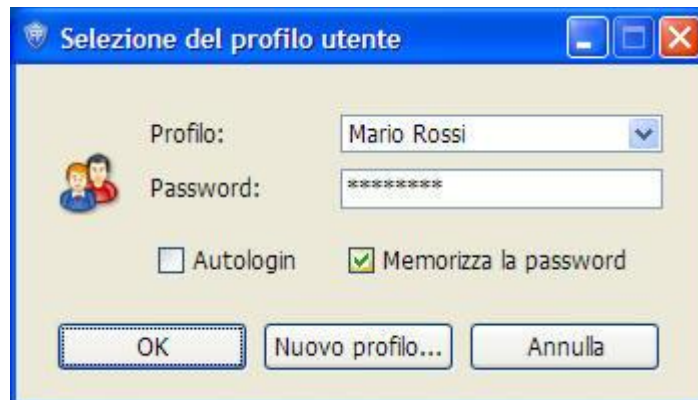 Selezione del profilo utente
Profilo: Mario Rossi
Password: ********
Autologin Memorizza la password
OK Nuovo profilo... Annulla